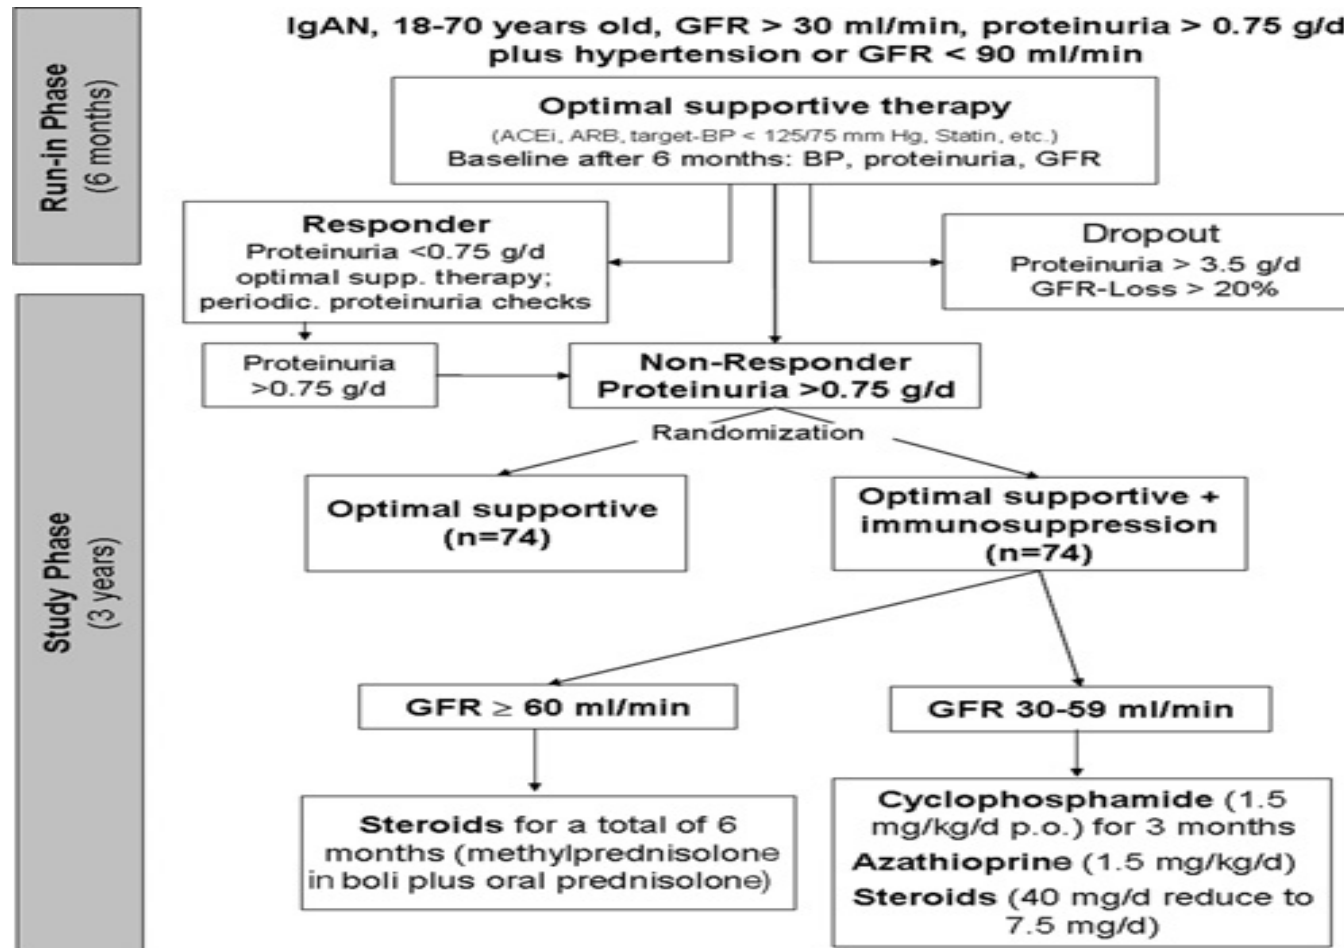 IgAN, 18-70 years old, GFR > 30 ml/min, proteinuria > 0.75 g/d
plus hypertension or GFR < 90 ml/min
Run-in Phase
(6 months)
Optimal supportive therapy
(ACEi, ARB, target-BP < 125/75 mm Hg, Statin, etc.)
Baseline after 6 months: BP, proteinuria, GFR
Responder
Proteinuria <0.75 g/d
optimal supp. therapy;
periodic. proteinuria checks
Dropout
Proteinuria > 3.5 g/d
GFR-Loss > 20%
Study Phase
(3 years)
Proteinuria
>0.75 g/d
Non-Responder
Proteinuria >0.75 g/d
Randomization
Optimal supportive
(n=74)
Optimal supportive +
immunosuppression
(n=74)
GFR ≥ 60 ml/min
GFR 30-59 ml/min
Steroids for a total of 6
months (methylprednisolone
in boli plus oral prednisolone)
Cyclophosphamide (1.5
mg/kg/d p.o.) for 3 months
Azathioprine (1.5 mg/kg/d)
Steroids (40 mg/d reduce to
7.5 mg/d)